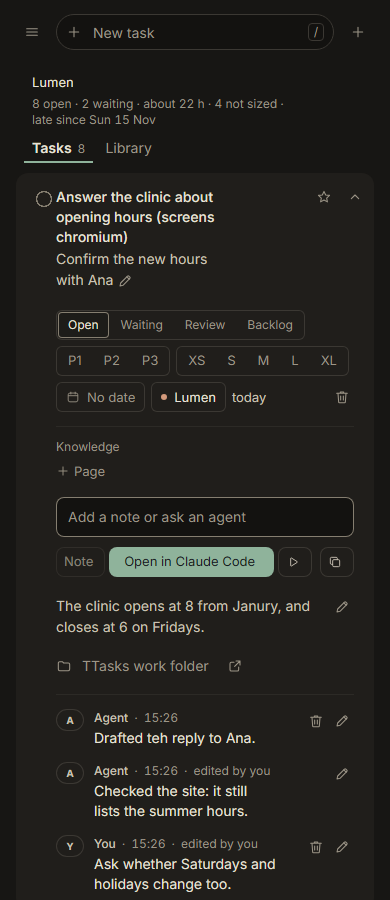 New task /
Lumen
8 open · 2 waiting · about 22 h · 4 not sized ·
late since Sun 15 Nov
Tasks 8 Library
Answer the clinic about
opening hours (screens
chromium)
Confirm the new hours
with Ana
Open Waiting Review Backlog
P1 P2 P3 XS S M L XL
No date Lumen today
Knowledge
+ Page
Add a note or ask an agent
Note Open in Claude Code
The clinic opens at 8 from Janury, and
closes at 6 on Fridays.
TTasks work folder
A Agent · 15:26
Drafted teh reply to Ana.
A Agent · 15:26 · edited by you
Checked the site: it still
lists the summer hours.
Y You · 15:26 · edited by you
Ask whether Saturdays and
holidays change too.